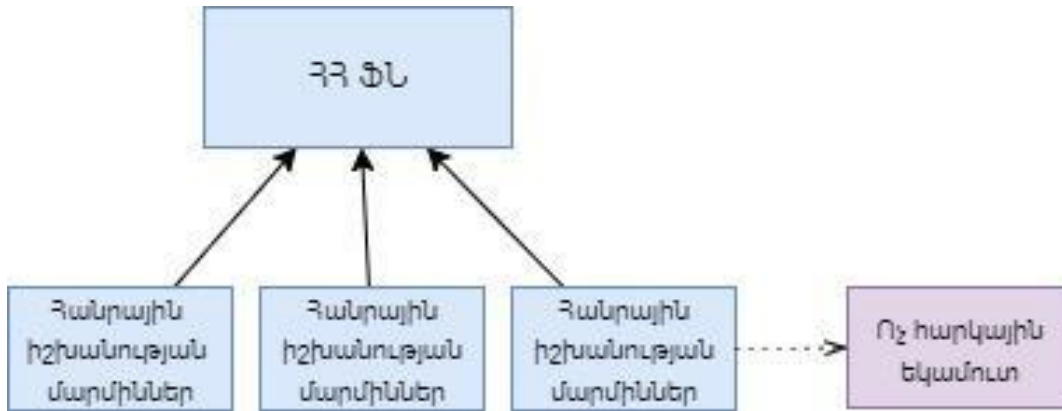 ՀՀ ՖՆ
Հանրային
իշխանության
մարմիններ
Հանրային
իշխանության
մարմիններ
Հանրային
իշխանության
մարմիններ
Ոչ հարկային
եկամուտ